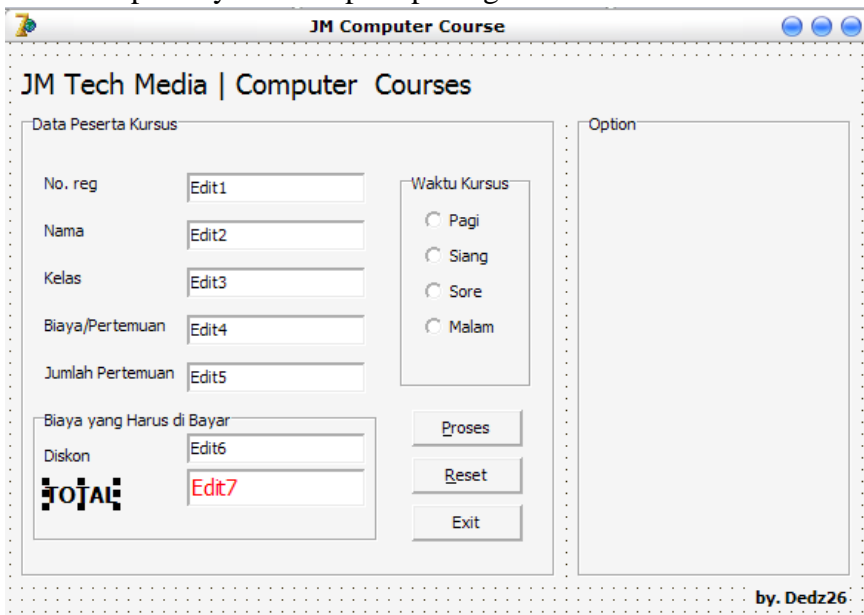 JM Computer Course
JM Tech Media | Computer Courses
Data Peserta Kursus
Option
No. reg
Edit1
Nama
Edit2
Kelas
Edit3
Biaya/Pertemuan
Edit4
Jumlah Pertemuan
Edit5
Waktu Kursus
Pagi
Siang
Sore
Malam
Biaya yang Harus di Bayar
Diskon
Edit6
TOTAL
Edit7
Proses
Reset
Exit
by. Dedz26